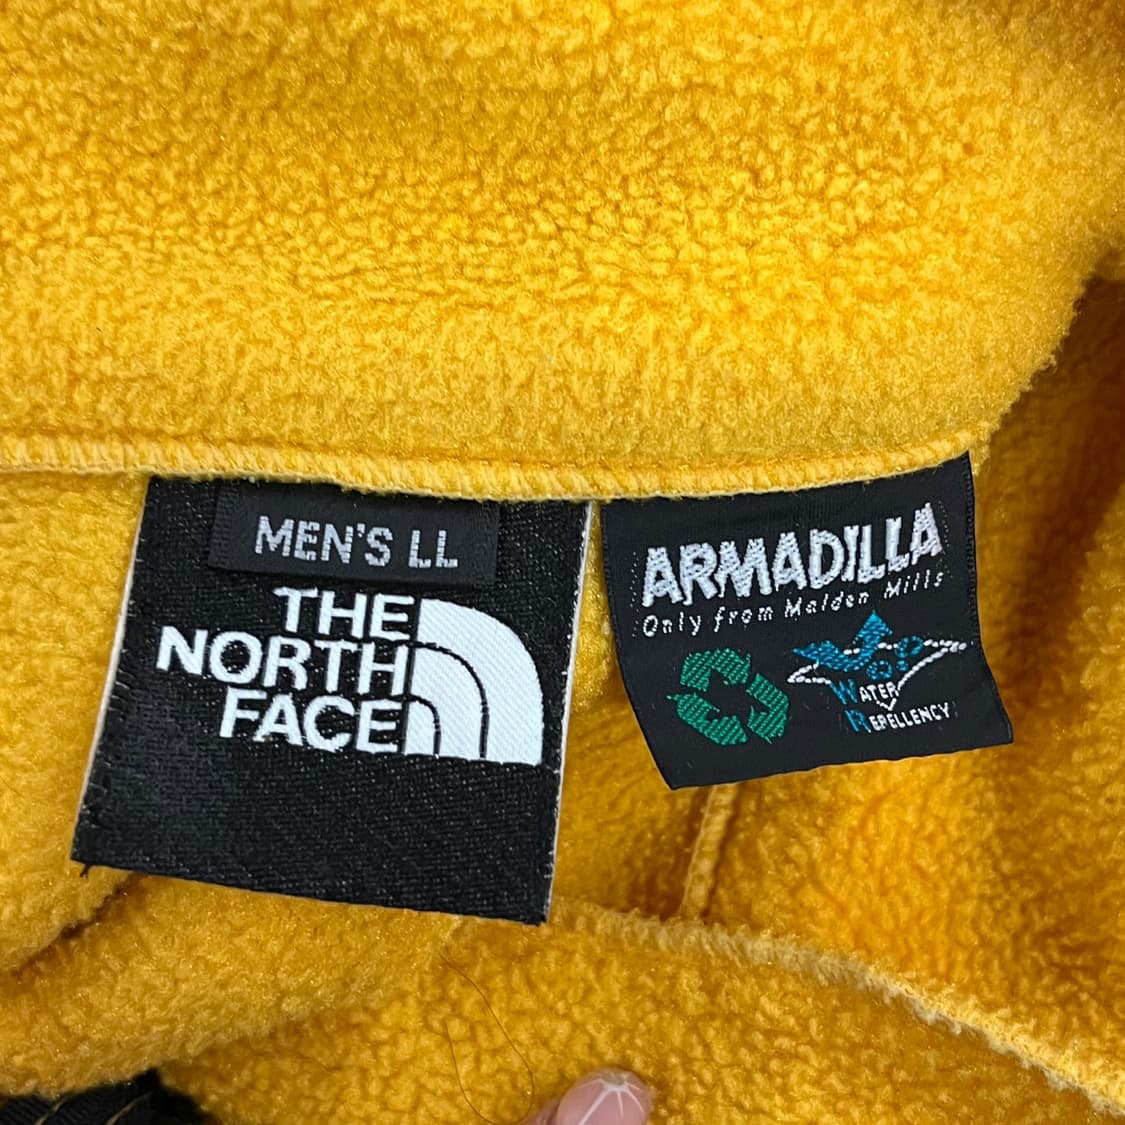 MEN'S LL
THE
NORTH
FACE
ARMADILLA
Only from Malden Mills
WATER
REPELLENCY